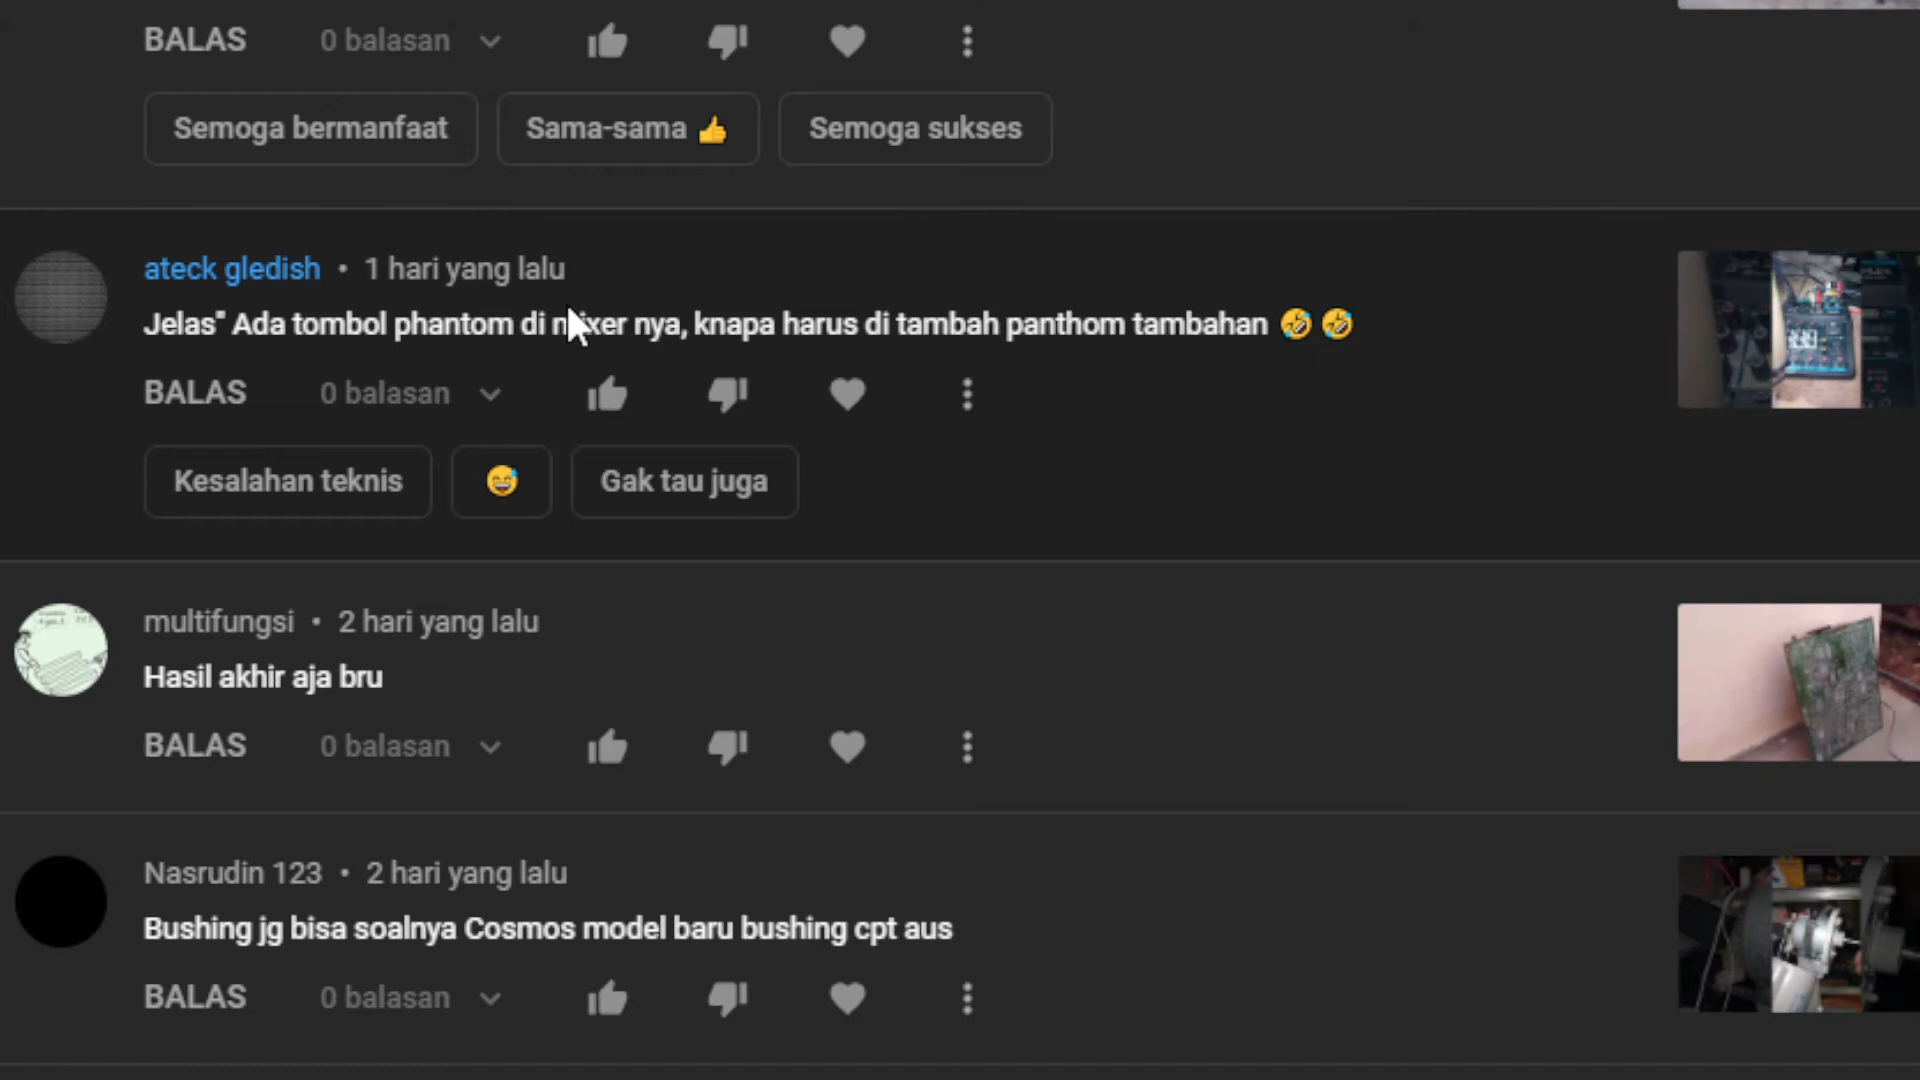 BALAS 0 balasan
Semoga bermanfaat Sama-sama 👍 Semoga sukses
ateck gledish • 1 hari yang lalu
Jelas" Ada tombol phantom di mixer nya, knapa harus di tambah panthom tambahan 🤣🤣
BALAS 0 balasan
Kesalahan teknis 😅 Gak tau juga
multifungsi • 2 hari yang lalu
Hasil akhir aja bru
BALAS 0 balasan
Nasrudin 123 • 2 hari yang lalu
Bushing jg bisa soalnya Cosmos model baru bushing cpt aus
BALAS 0 balasan